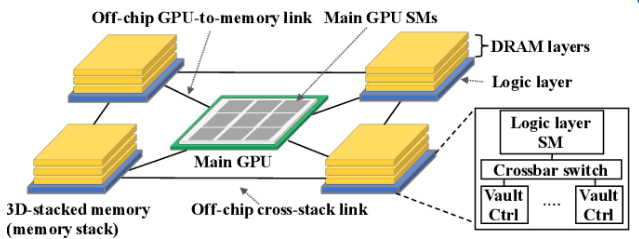 Off-chip GPU-to-memory link
Main GPU SMs
DRAM layers
Logic layer
Main GPU
3D-stacked memory
(memory stack)
Off-chip cross-stack link
Logic layer
SM
Crossbar switch
Vault
Ctrl
....
Vault
Ctrl